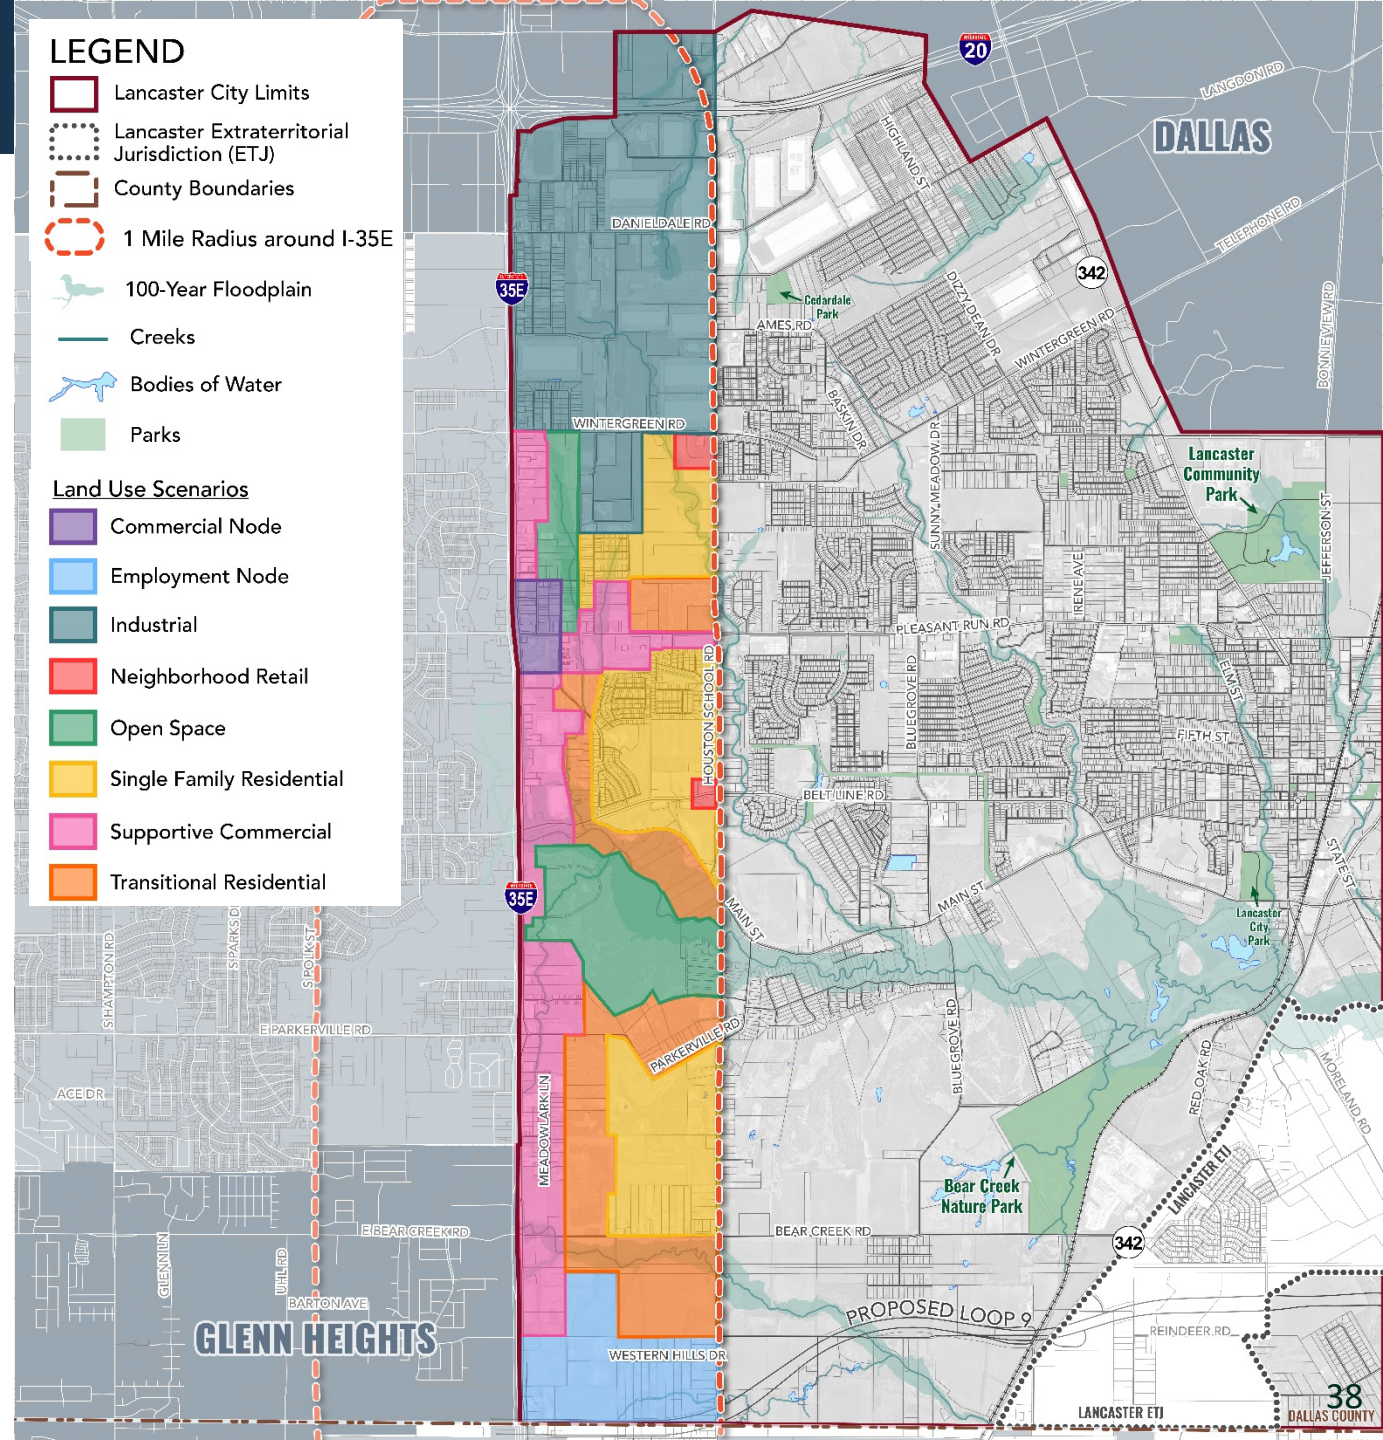 LEGEND
Lancaster City Limits
Lancaster Extraterritorial
Jurisdiction (ETJ)
County Boundaries
1 Mile Radius around I-35E
100-Year Floodplain
Creeks
Bodies of Water
Parks
Land Use Scenarios
Commercial Node
Employment Node
Industrial
Neighborhood Retail
Open Space
Single Family Residential
Supportive Commercial
Transitional Residential
20
LANGDON RD
DALLAS
HIGHLAND ST
TELEPHONE RD
DANIELDALE RD
342
35E
BONNIE VIEW RD
Cedardale
Park
DIZZY DEAN DR
AMES RD
WINTERGREEN RD
BASKIN DR
WINTERGREEN RD
SUNNY MEADOW DR
Lancaster
Community
Park
JEFFERSON ST
IRENE AVE
PLEASANT RUN RD
HOUSTON SCHOOL RD
BLUEGROVE RD
ELM ST
FIFTH ST
BELT LINE RD
STATE ST
35E
MAIN ST
MAIN ST
Lancaster
City
Park
S HAMPTON RD
S PARKS D
S POLK ST
E PARKERVILLE RD
PARKERVILLE RD
BLUEGROVE RD
RED OAK RD
MORELAND RD
ACE DR
MEADOWLARK LN
LANCASTER ETJ
Bear Creek
Nature Park
E BEAR CREEK RD
BEAR CREEK RD
342
GLENN LN
UHL RD
BARTON AVE
PROPOSED LOOP 9
GLENN HEIGHTS
REINDEER RD
WESTERN HILLS DR
LANCASTER ETJ
38
DALLAS COUNTY